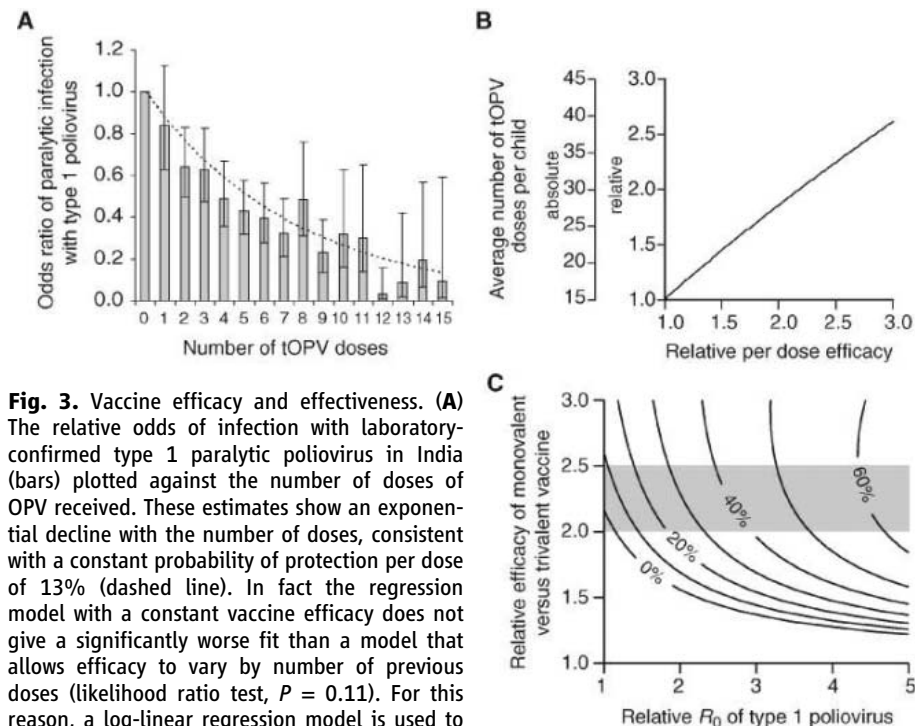 A
Odds ratio of paralytic infection
with type 1 poliovirus
1.2
1.0
0.8
0.6
0.4
0.2
0.0
0 1 2 3 4 5 6 7 8 9 10 11 12 13 14 15
Number of tOPV doses
B
Average number of tOPV
doses per child
absolute
45
40
35
30
25
20
15
relative
3.0
2.5
2.0
1.5
1.0
1.0 1.5 2.0 2.5 3.0
Relative per dose efficacy
Fig. 3. Vaccine efficacy and effectiveness. (A)
The relative odds of infection with laboratory-
confirmed type 1 paralytic poliovirus in India
(bars) plotted against the number of doses of
OPV received. These estimates show an exponen-
tial decline with the number of doses, consistent
with a constant probability of protection per dose
of 13% (dashed line). In fact the regression
model with a constant vaccine efficacy does not
give a significantly worse fit than a model that
allows efficacy to vary by number of previous
doses (likelihood ratio test, P = 0.11). For this
reason, a log-linear regression model is used to
C
Relative efficacy of monovalent
versus trivalent vaccine
3.0
2.5
2.0
1.5
1.0
0%
20%
40%
60%
1 2 3 4 5
Relative R0 of type 1 poliovirus